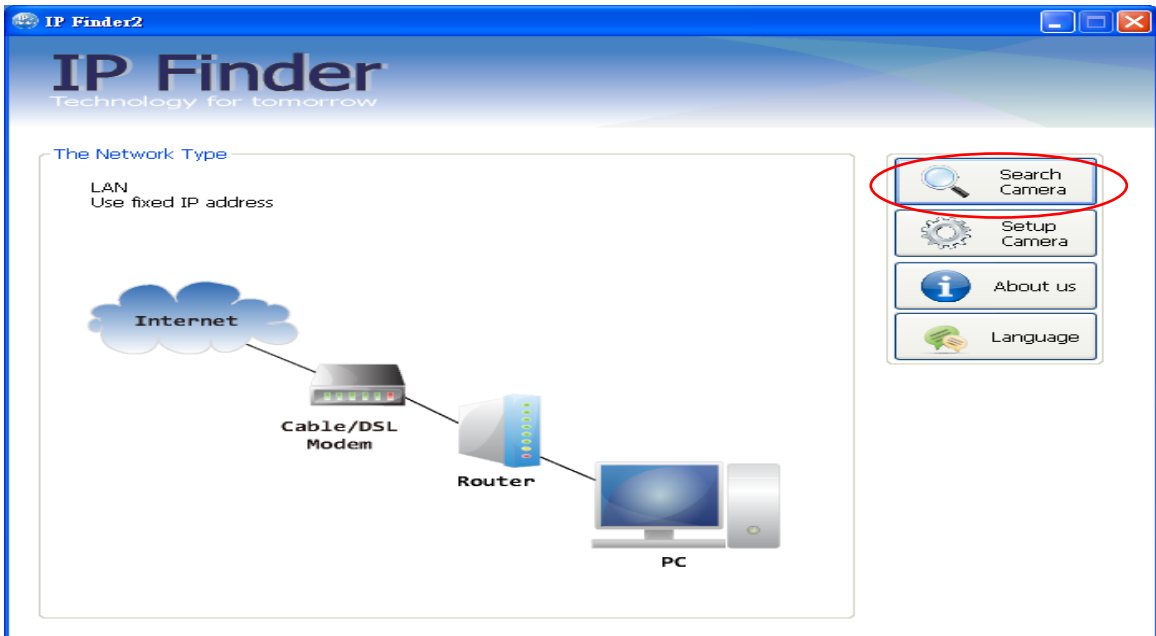 IP Finder2
IP Finder
Technology for tomorrow
The Network Type
LAN
Use fixed IP address
Internet
Cable/DSL
Modem
Router
PC
Search
Camera
Setup
Camera
About us
Language